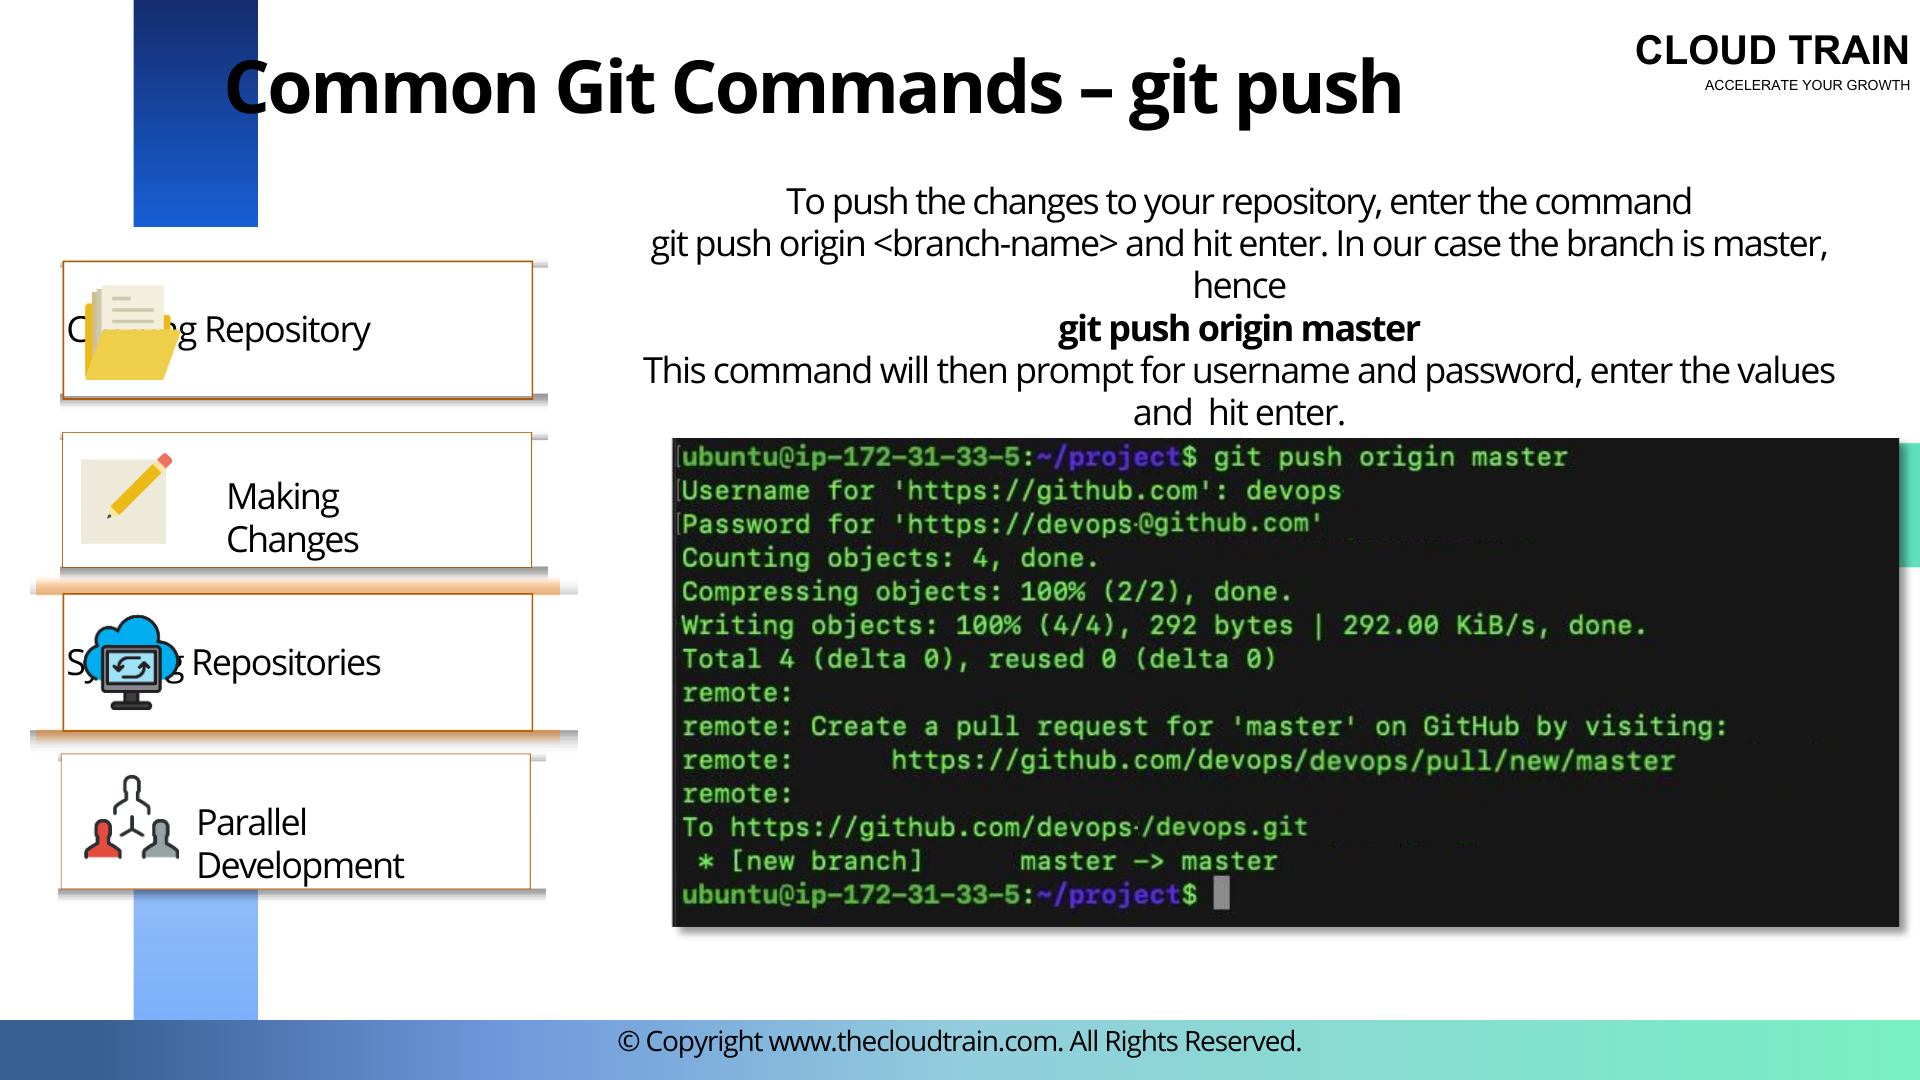 Common Git Commands – git push
CLOUD TRAIN
ACCELERATE YOUR GROWTH
To push the changes to your repository, enter the command
git push origin <branch-name> and hit enter. In our case the branch is master,
hence
git push origin master
This command will then prompt for username and password, enter the values
and hit enter.
Repository
Making
Changes
Repositories
Parallel
Development
ubuntu@ip-172-31-33-5:~/project$ git push origin master
Username for 'https://github.com': devops
Password for 'https://devops @github.com'
Counting objects: 4, done.
Compressing objects: 100% (2/2), done.
Writing objects: 100% (4/4), 292 bytes | 292.00 KiB/s, done.
Total 4 (delta 0), reused 0 (delta 0)
remote:
remote: Create a pull request for 'master' on GitHub by visiting:
remote:      https://github.com/devops/devops/pull/new/master
remote:
To https://github.com/devops /devops.git
 * [new branch]      master -> master
ubuntu@ip-172-31-33-5:~/project$
© Copyright www.thecloudtrain.com. All Rights Reserved.